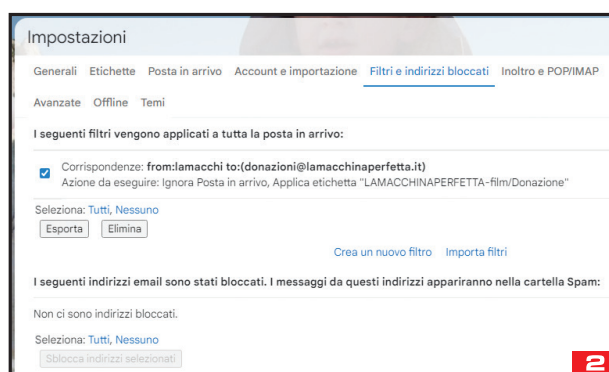 Impostazioni
Generali Etichette Posta in arrivo Account e importazione Filtri e indirizzi bloccati Inoltro e POP/IMAP
Avanzate Offline Temi
I seguenti filtri vengono applicati a tutta la posta in arrivo:
Corrispondenze: from:lamacchi to:(donazioni@lamacchinaperfetta.it)
Azione da eseguire: Ignora Posta in arrivo, Applica etichetta "LAMACCHINAPERFETTA-film/Donazione"
Seleziona: Tutti, Nessuno
Esporta Elimina
Crea un nuovo filtro Importa filtri
I seguenti indirizzi email sono stati bloccati. I messaggi da questi indirizzi appariranno nella cartella Spam:
Non ci sono indirizzi bloccati.
Seleziona: Tutti, Nessuno
Sblocca indirizzi selezionati
2